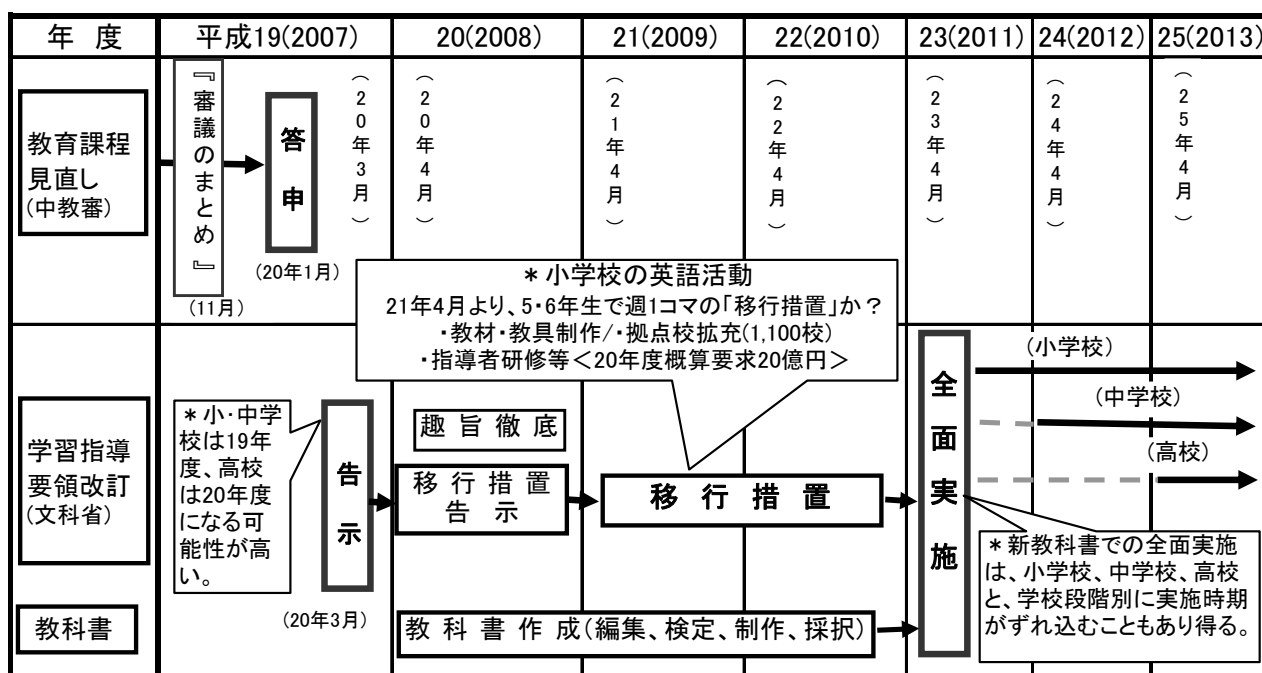 年 度
平成19(2007)
20(2008)
21(2009)
22(2010)
23(2011)
24(2012)
25(2013)
教育課程
見直し
(中教審)
『審議のまとめ』
(11月)
答申
(20年1月)
(20年3月)
(20年4月)
(21年4月)
(22年4月)
(23年4月)
(24年4月)
(25年4月)
*小学校の英語活動
21年4月より、5・6年生で週1コマの「移行措置」か?
・教材・教具制作/・拠点校拡充(1,100校)
・指導者研修等<20年度概算要求20億円>
学習指導
要領改訂
(文科省)
*小・中学
校は19年
度、高校
は20年度
になる可
能性が高
い。
告示
(20年3月)
趣 旨 徹 底
移 行 措 置
告 示
移 行 措 置
全面実施
(小学校)
(中学校)
(高校)
*新教科書での全面実施
は、小学校、中学校、高校
と、学校段階別に実施時期
がずれ込むこともあり得る。
教科書
教 科 書 作 成(編集、検定、制作、採択)